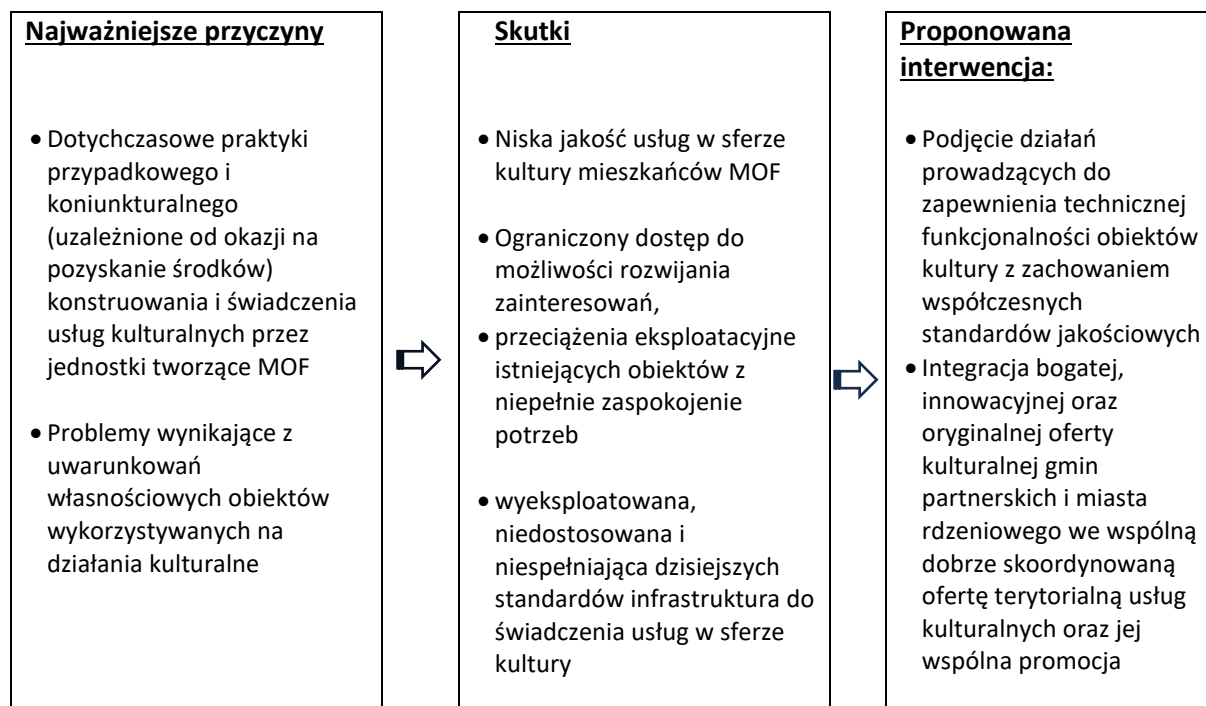 Najważniejsze przyczyny
• Dotychczasowe praktyki
przypadkowego i
koniunkturalnego
(uzależnione od okazji na
pozyskanie środków)
konstruowania i świadczenia
usług kulturalnych przez
jednostki tworzące MOF
• Problemy wynikające z
uwarunkowań
własnościowych obiektów
wykorzystywanych na
działania kulturalne
Skutki
• Niska jakość usług w sferze
kultury mieszkańców MOF
• Ograniczony dostęp do
możliwości rozwijania
zainteresowań,
• przeciążenia eksploatacyjne
istniejących obiektów z
niepełnie zaspokojenie
potrzeb
• wyeksploatowana,
niedostosowana i
niespełniająca dzisiejszych
standardów infrastruktura do
świadczenia usług w sferze
kultury
Proponowana
interwencja:
• Podjęcie działań
prowadzących do
zapewnienia technicznej
funkcjonalności obiektów
kultury z zachowaniem
współczesnych
standardów jakościowych
• Integracja bogatej,
innowacyjnej oraz
oryginalnej oferty
kulturalnej gmin
partnerskich i miasta
rdzeniowego we wspólną
dobrze skoordynowaną
ofertę terytorialną usług
kulturalnych oraz jej
wspólna promocja